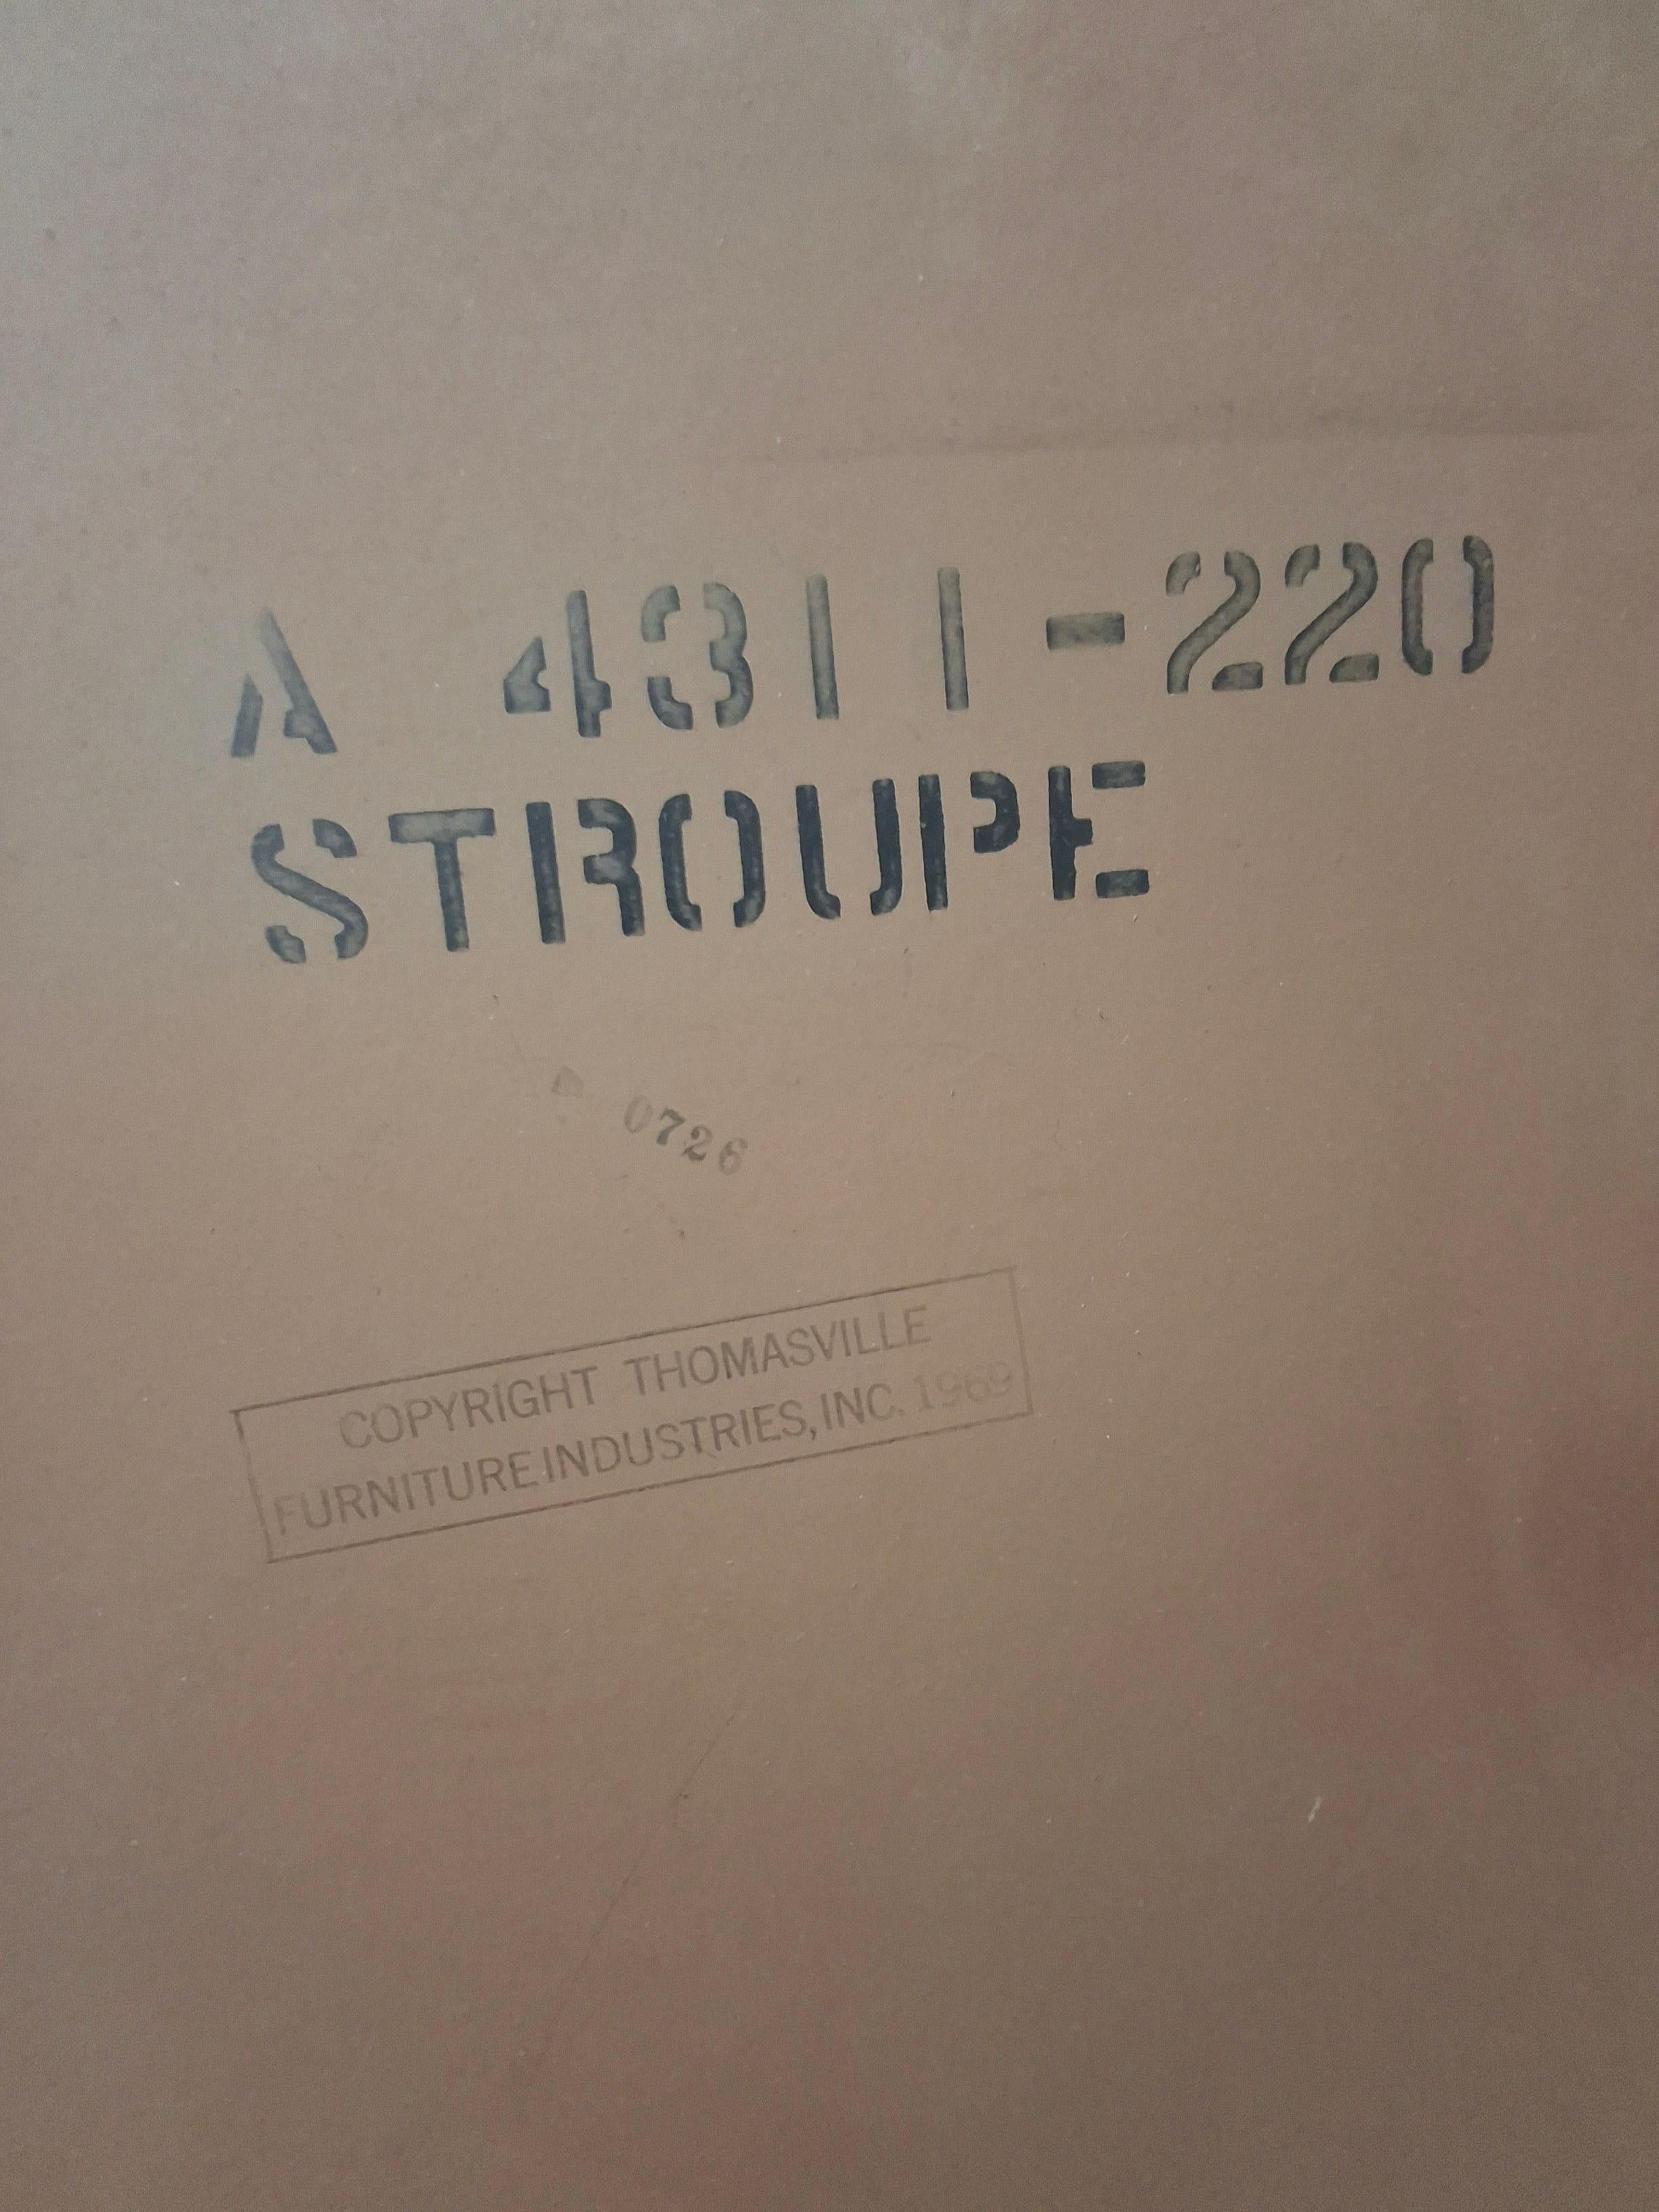 A 4311-220
STROUPE
0726
COPYRIGHT THOMASVILLE
FURNITURE INDUSTRIES, INC. 1969